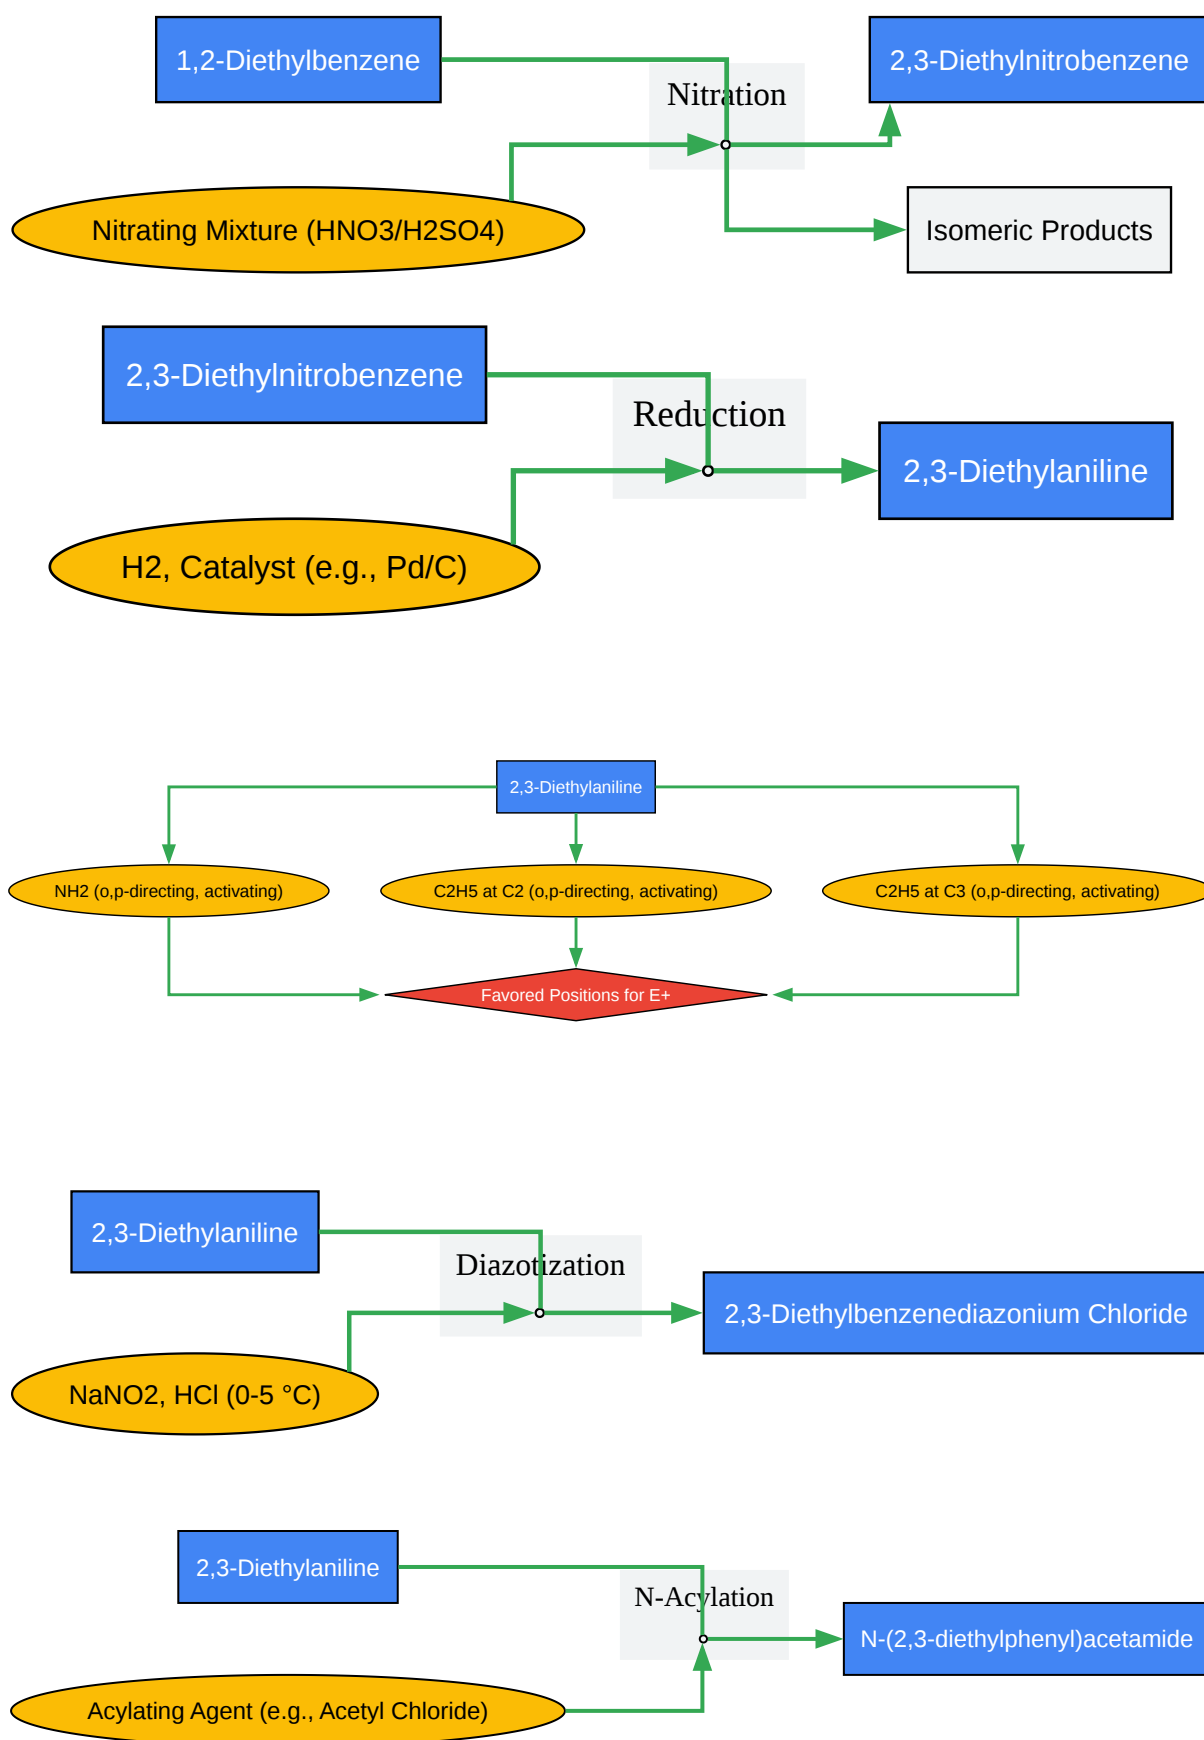 1,2-Diethylbenzene
2,3-Diethylnitrobenzene
Nitration
Nitrating Mixture (HNO3/H2SO4)
Isomeric Products
2,3-Diethylnitrobenzene
Reduction
2,3-Diethylaniline
H2, Catalyst (e.g., Pd/C)
2,3-Diethylaniline
NH2 (o,p-directing, activating)
C2H5 at C2 (o,p-directing, activating)
C2H5 at C3 (o,p-directing, activating)
Favored Positions for E+
2,3-Diethylaniline
Diazotization
2,3-Diethylbenzenediazonium Chloride
NaNO2, HCl (0-5 °C)
2,3-Diethylaniline
N-Acylation
N-(2,3-diethylphenyl)acetamide
Acylating Agent (e.g., Acetyl Chloride)